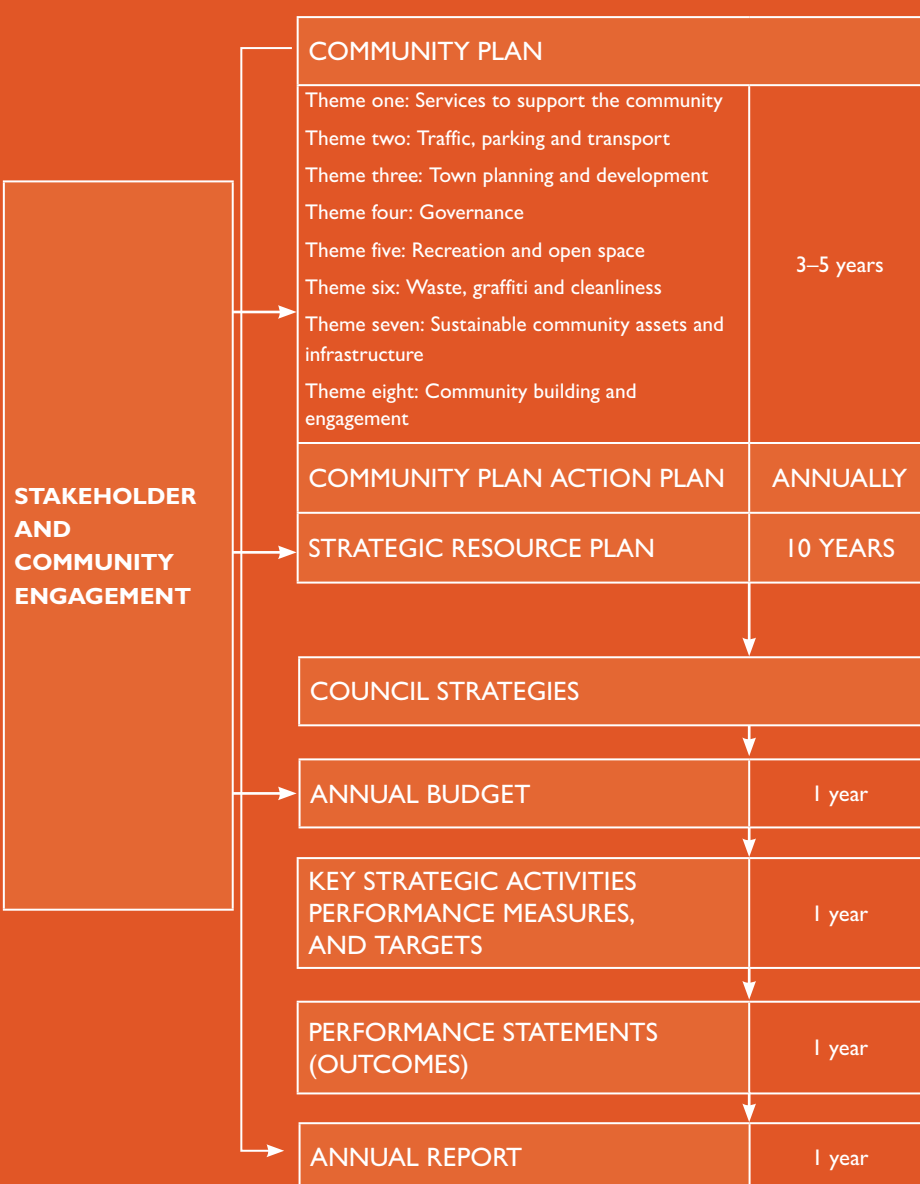 COMMUNITY PLAN
Theme one: Services to support the community
Theme two: Traffic, parking and transport
Theme three: Town planning and development
Theme four: Governance
Theme five: Recreation and open space
Theme six: Waste, graffiti and cleanliness
Theme seven: Sustainable community assets and
infrastructure
Theme eight: Community building and
engagement
3–5 years
COMMUNITY PLAN ACTION PLAN
ANNUALLY
STRATEGIC RESOURCE PLAN
10 YEARS
STAKEHOLDER
AND
COMMUNITY
ENGAGEMENT
COUNCIL STRATEGIES
ANNUAL BUDGET
1 year
KEY STRATEGIC ACTIVITIES
PERFORMANCE MEASURES,
AND TARGETS
1 year
PERFORMANCE STATEMENTS
(OUTCOMES)
1 year
ANNUAL REPORT
1 year